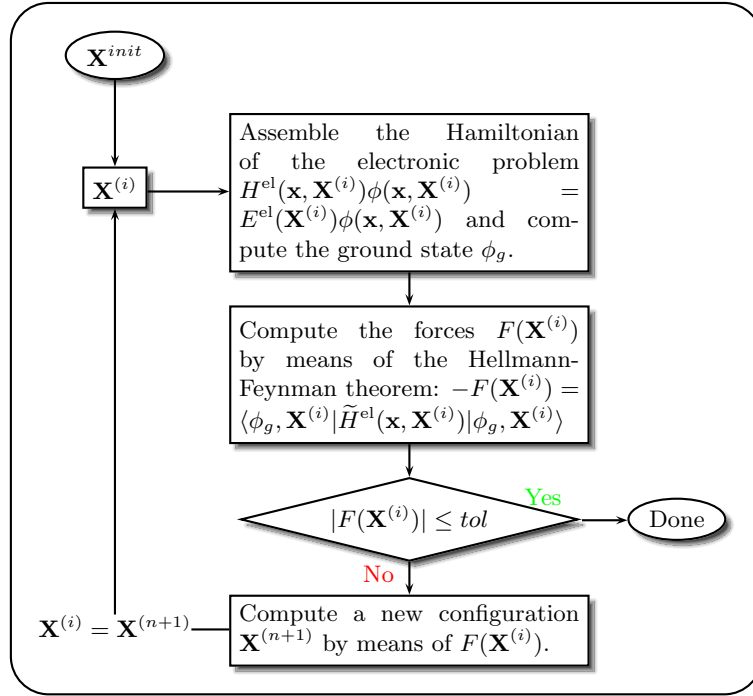 𝐗^{init}
Assemble the Hamiltonian
of the electronic problem
H^{el}(𝐱, 𝐗^{(i)})ϕ(𝐱, 𝐗^{(i)}) =
E^{el}(𝐗^{(i)})ϕ(𝐱, 𝐗^{(i)}) and com-
pute the ground state ϕ_g.
𝐗^{(i)}
Compute the forces F(𝐗^{(i)})
by means of the Hellmann-
Feynman theorem: −F(𝐗^{(i)}) =
⟨ϕ_g, 𝐗^{(i)}|H̃^{el}(𝐱, 𝐗^{(i)})|ϕ_g, 𝐗^{(i)}⟩
|F(𝐗^{(i)})| ≤ tol
Yes
Done
No
Compute a new configuration
𝐗^{(n+1)} by means of F(𝐗^{(i)}).
𝐗^{(i)} = 𝐗^{(n+1)}